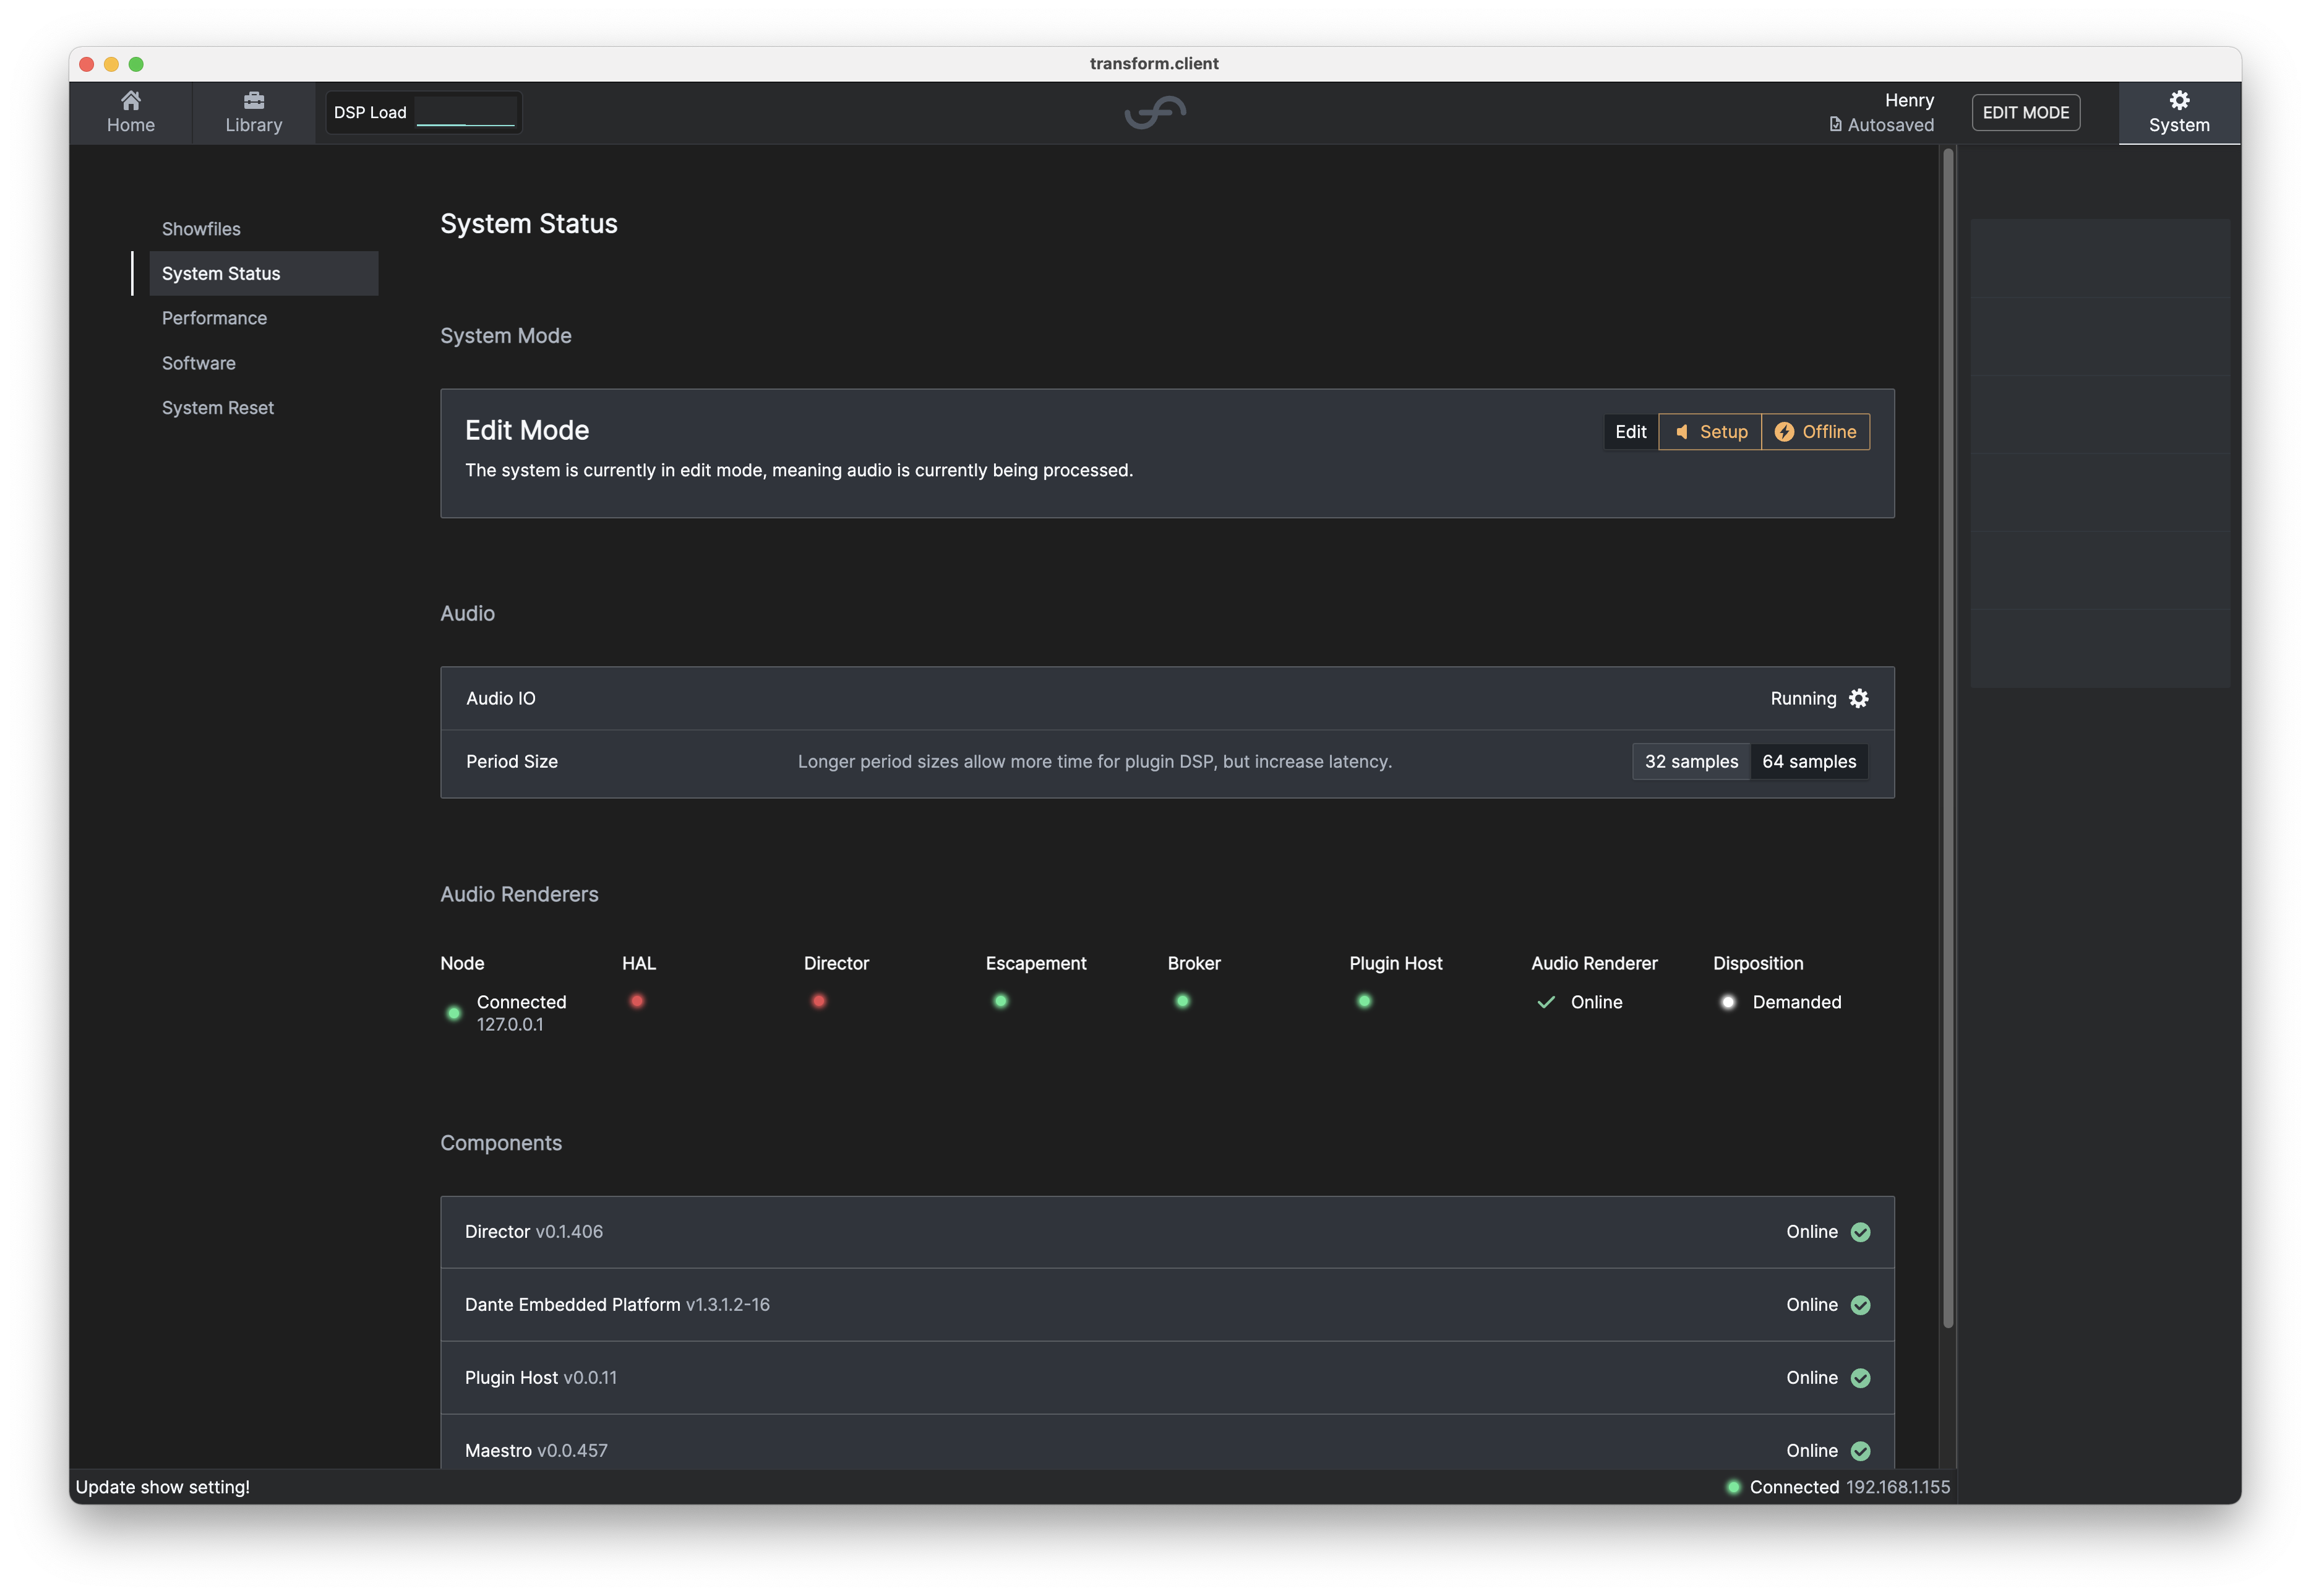 transform.client
Home
Library
DSP Load
Henry
Autosaved
EDIT MODE
System
Showfiles
System Status
Performance
Software
System Reset
System Status
System Mode
Edit Mode
The system is currently in edit mode, meaning audio is currently being processed.
Edit
Setup
Offline
Audio
Audio IO
Running
Period Size
Longer period sizes allow more time for plugin DSP, but increase latency.
32 samples
64 samples
Audio Renderers
Node
HAL
Director
Escapement
Broker
Plugin Host
Audio Renderer
Disposition
Connected
127.0.0.1
Online
Demanded
Components
Director v0.1.406
Online
Dante Embedded Platform v1.3.1.2-16
Online
Plugin Host v0.0.11
Online
Maestro v0.0.457
Online
Update show setting!
Connected 192.168.1.155